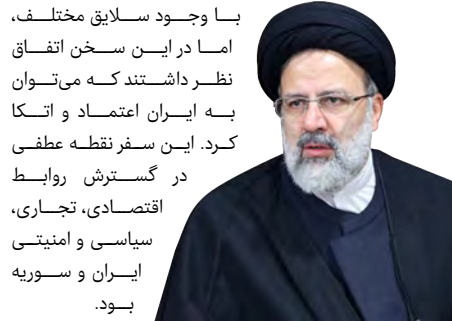 با وجود سلایق مختلف،
اما در این سخن اتفاق
نظر داشتند که می‌توان
به ایران اعتماد و اتکا
کرد. این سفر نقطه عطفی
در گسترش روابط
اقتصادی، تجاری،
سیاسی و امنیتی
ایران و سوریه
بود.